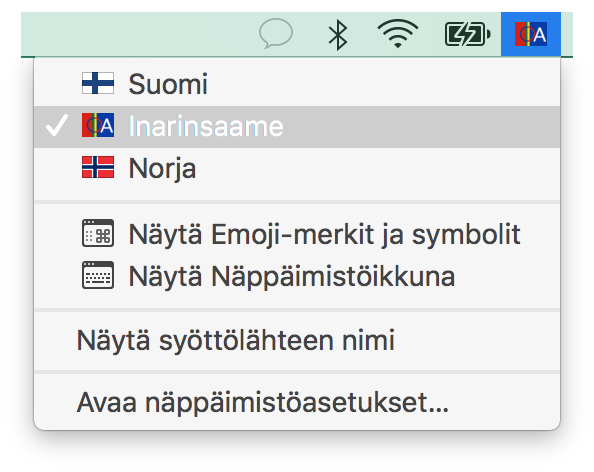 A
Suomi
A Inarinsaame
Norja
Näytä Emoji-merkit ja symbolit
Näytä Näppäimistöikkuna
Näytä syöttölähteen nimi
Avaa näppäimistöasetukset...